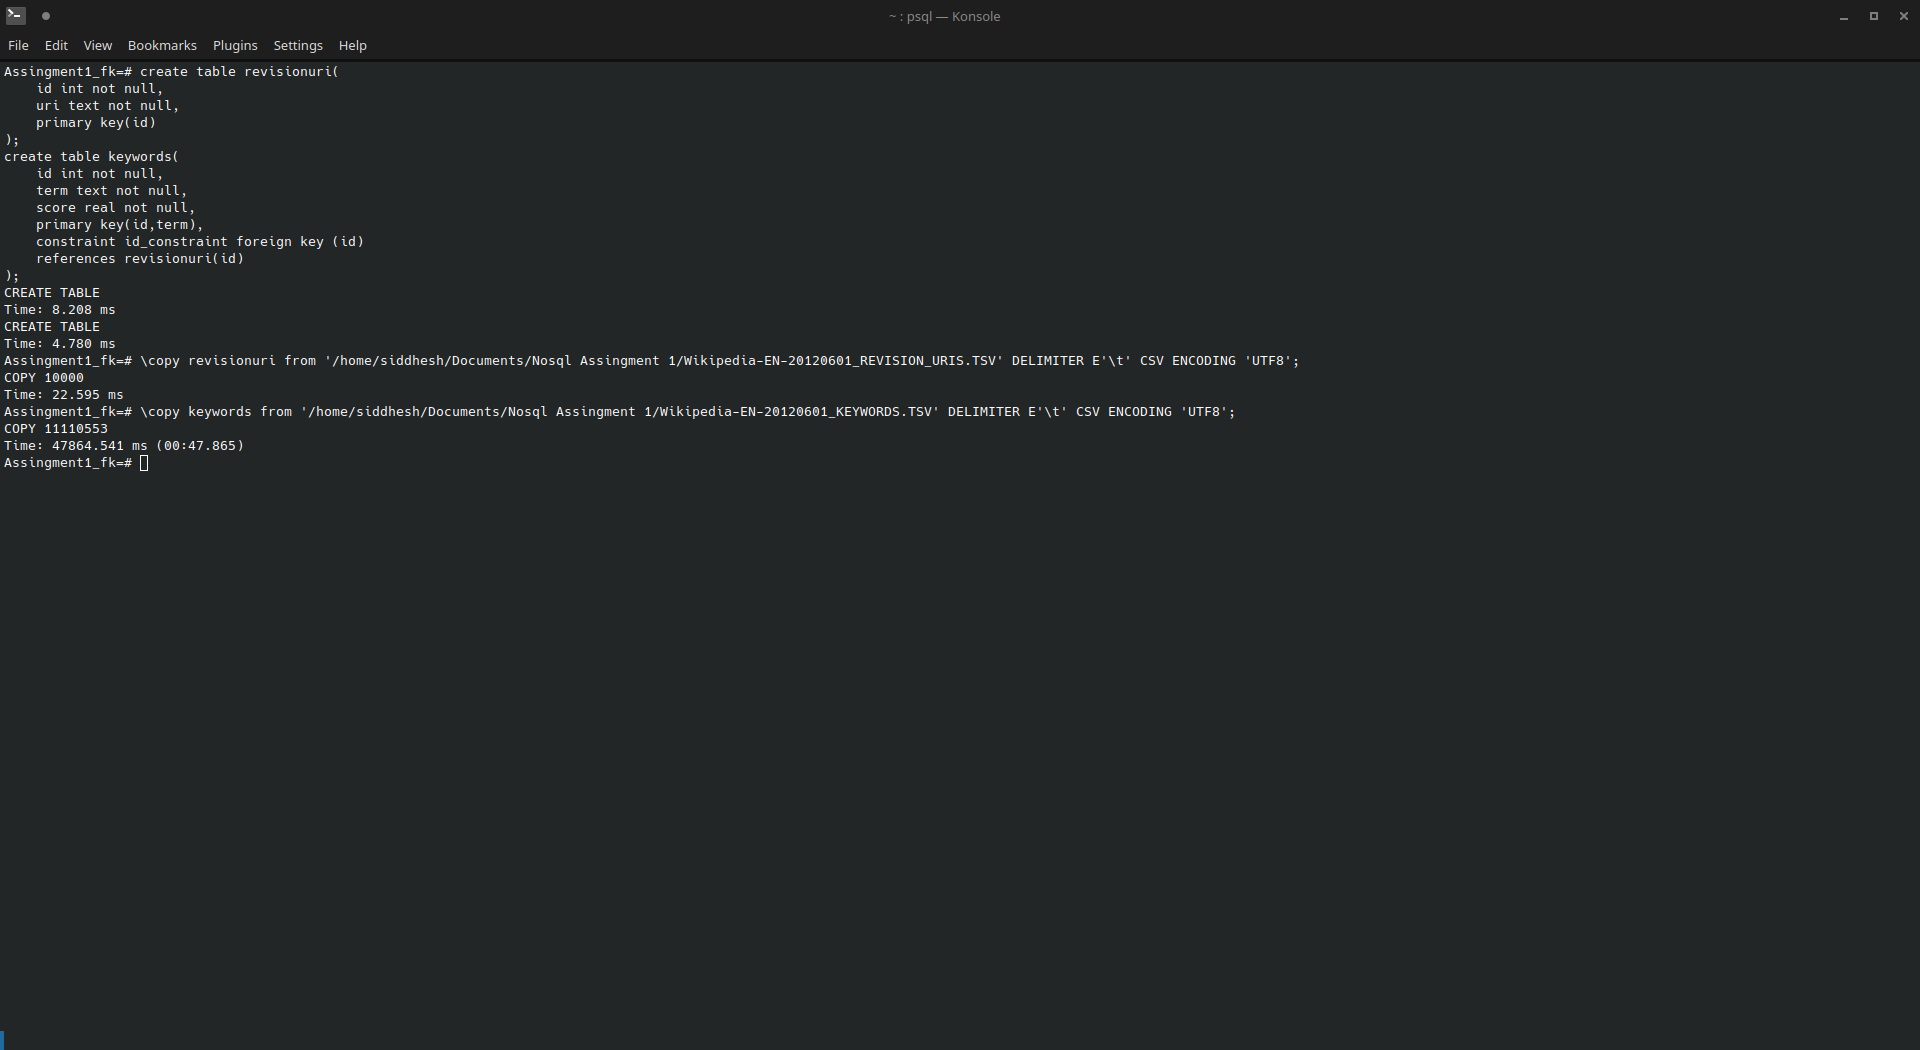 ~ : psql — Konsole
File Edit View Bookmarks Plugins Settings Help
Assingment1_fk=# create table revisionuri(
    id int not null,
    uri text not null,
    primary key(id)
);
create table keywords(
    id int not null,
    term text not null,
    score real not null,
    primary key(id,term),
    constraint id_constraint foreign key (id)
    references revisionuri(id)
);
CREATE TABLE
Time: 8.208 ms
CREATE TABLE
Time: 4.780 ms
Assingment1_fk=# \copy revisionuri from '/home/siddhesh/Documents/Nosql Assingment 1/Wikipedia-EN-20120601_REVISION_URIS.TSV' DELIMITER E'\t' CSV ENCODING 'UTF8';
COPY 10000
Time: 22.595 ms
Assingment1_fk=# \copy keywords from '/home/siddhesh/Documents/Nosql Assingment 1/Wikipedia-EN-20120601_KEYWORDS.TSV' DELIMITER E'\t' CSV ENCODING 'UTF8';
COPY 11110553
Time: 47864.541 ms (00:47.865)
Assingment1_fk=#